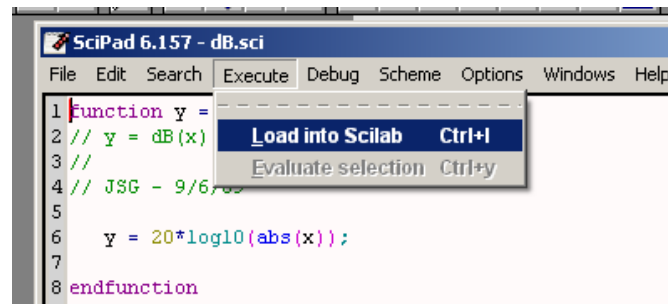 SciPad 6.157 - dB.sci
File Edit Search Execute Debug Scheme Options Windows Help
1 function y =
Load into Scilab Ctrl+l
2 // y = dB(x)
Evaluate selection Ctrl+y
3 //
4 // JSG - 9/6/
5
6 y = 20*log10(abs(x));
7
8 endfunction